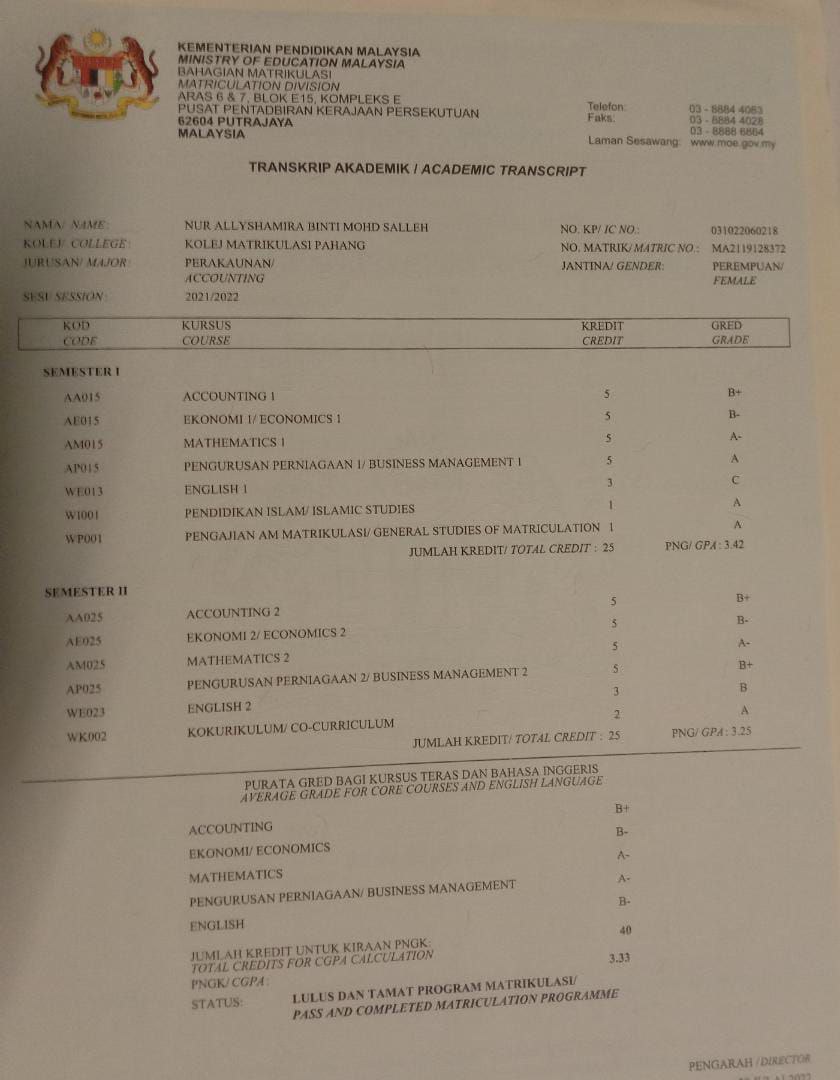 KEMENTERIAN PENDIDIKAN MALAYSIA
MINISTRY OF EDUCATION MALAYSIA
BAHAGIAN MATRIKULASI
MATRICULATION DIVISION
ARAS 6 & 7, BLOK E15, KOMPLEKS E
PUSAT PENTADBIRAN KERAJAAN PERSEKUTUAN
62604 PUTRAJAYA
MALAYSIA
Telefon: 03 - 8884 4083
Faks: 03 - 8884 4028
03 - 8888 6884
Laman Sesawang: www.moe.gov.my
TRANSKRIP AKADEMIK / ACADEMIC TRANSCRIPT
NAMA/ NAME: NUR ALLYSHAMIRA BINTI MOHD SALLEH NO. KP/ IC NO.: 031022060218
KOLEJ/ COLLEGE: KOLEJ MATRIKULASI PAHANG NO. MATRIK/ MATRIC NO.: MA2119128372
JURUSAN/ MAJOR: PERAKAUNAN/ JANTINA/ GENDER: PEREMPUAN/
ACCOUNTING FEMALE
SESI/ SESSION: 2021/2022
KOD KURSUS KREDIT GRED
CODE COURSE CREDIT GRADE
SEMESTER I
AA015 ACCOUNTING 1 5 B+
AE015 EKONOMI 1/ ECONOMICS 1 5 B-
AM015 MATHEMATICS 1 5 A-
AP015 PENGURUSAN PERNIAGAAN 1/ BUSINESS MANAGEMENT 1 5 A
WE013 ENGLISH 1 3 C
WI001 PENDIDIKAN ISLAM/ ISLAMIC STUDIES 1 A
WP001 PENGAJIAN AM MATRIKULASI/ GENERAL STUDIES OF MATRICULATION 1 A
JUMLAH KREDIT/ TOTAL CREDIT : 25 PNG/ GPA : 3.42
SEMESTER II
AA025 ACCOUNTING 2 5 B+
AE025 EKONOMI 2/ ECONOMICS 2 5 B-
AM025 MATHEMATICS 2 5 A-
AP025 PENGURUSAN PERNIAGAAN 2/ BUSINESS MANAGEMENT 2 5 B+
WE023 ENGLISH 2 3 B
WK002 KOKURIKULUM/ CO-CURRICULUM 2 A
JUMLAH KREDIT/ TOTAL CREDIT : 25 PNG/ GPA : 3.25
PURATA GRED BAGI KURSUS TERAS DAN BAHASA INGGERIS
AVERAGE GRADE FOR CORE COURSES AND ENGLISH LANGUAGE
ACCOUNTING B+
EKONOMI/ ECONOMICS B-
MATHEMATICS A-
PENGURUSAN PERNIAGAAN/ BUSINESS MANAGEMENT A-
ENGLISH B-
JUMLAH KREDIT UNTUK KIRAAN PNGK: 40
TOTAL CREDITS FOR CGPA CALCULATION
PNGK/ CGPA : 3.33
STATUS: LULUS DAN TAMAT PROGRAM MATRIKULASI/
PASS AND COMPLETED MATRICULATION PROGRAMME
PENGARAH / DIRECTOR